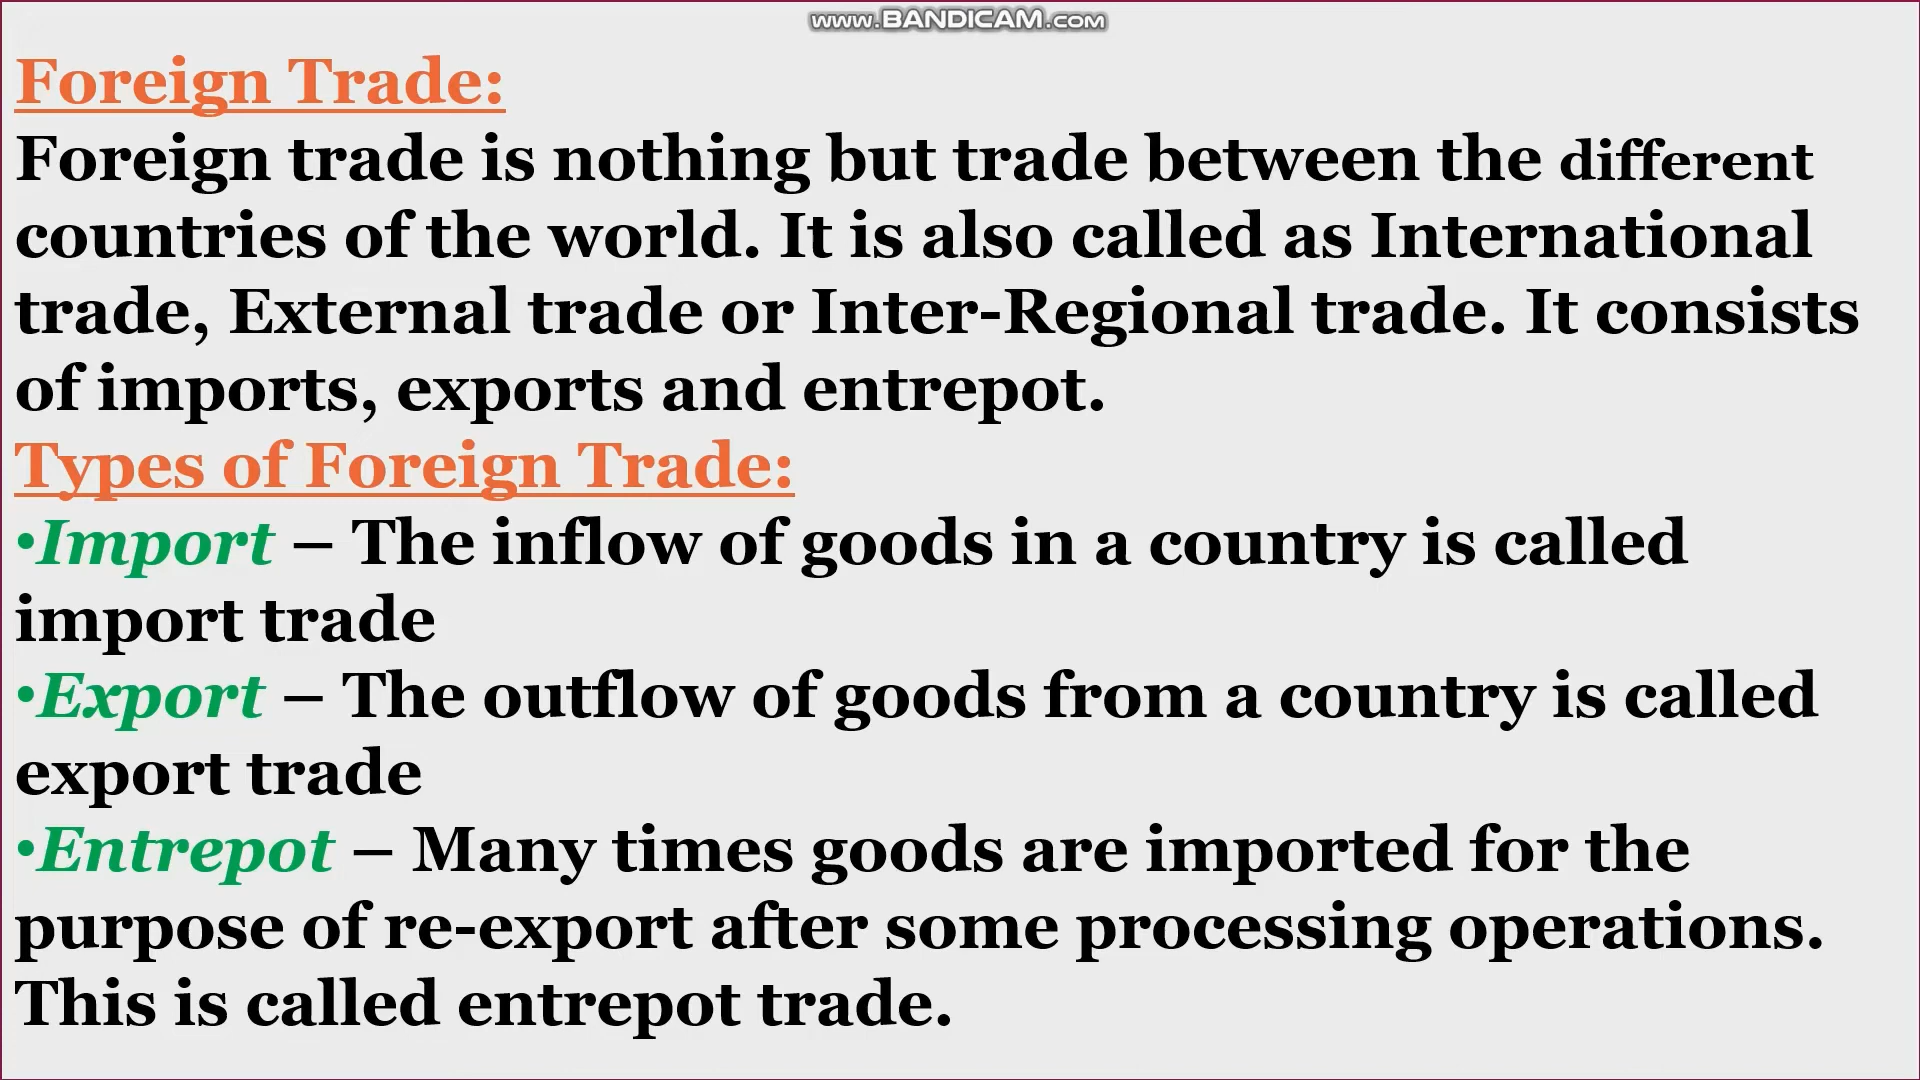 www.BANDICAM.com
Foreign Trade:
Foreign trade is nothing but trade between the different
countries of the world. It is also called as International
trade, External trade or Inter-Regional trade. It consists
of imports, exports and entrepot.
Types of Foreign Trade:
•Import – The inflow of goods in a country is called
import trade
•Export – The outflow of goods from a country is called
export trade
•Entrepot – Many times goods are imported for the
purpose of re-export after some processing operations.
This is called entrepot trade.